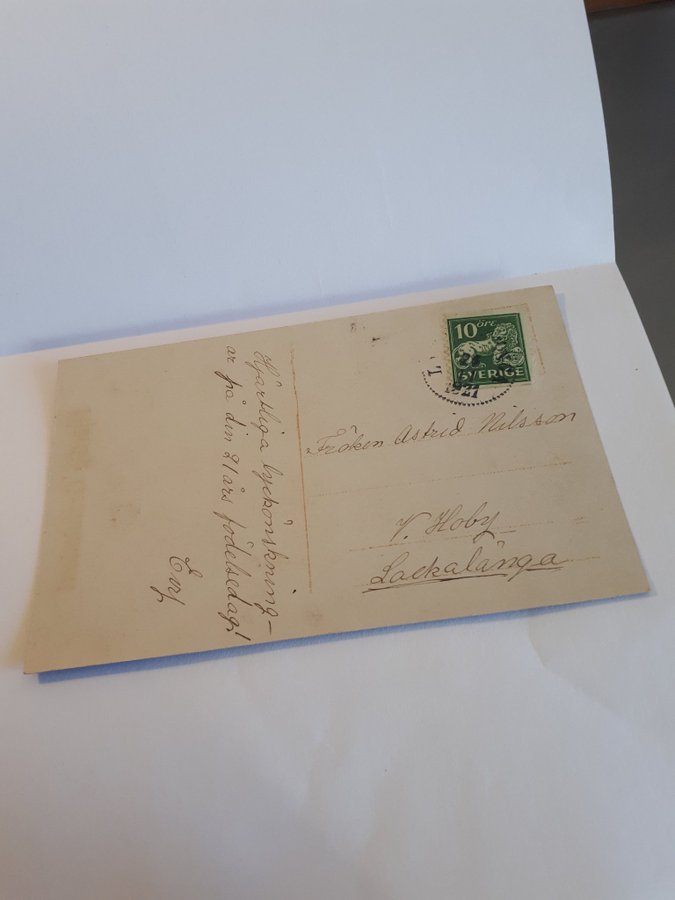 10 ÖRE
SVERIGE
Hjärtliga lyckönskning-
ar på din 21 års födelsedag!
Fröken Astrid Nilsson
V. Hoby
Lackalänga